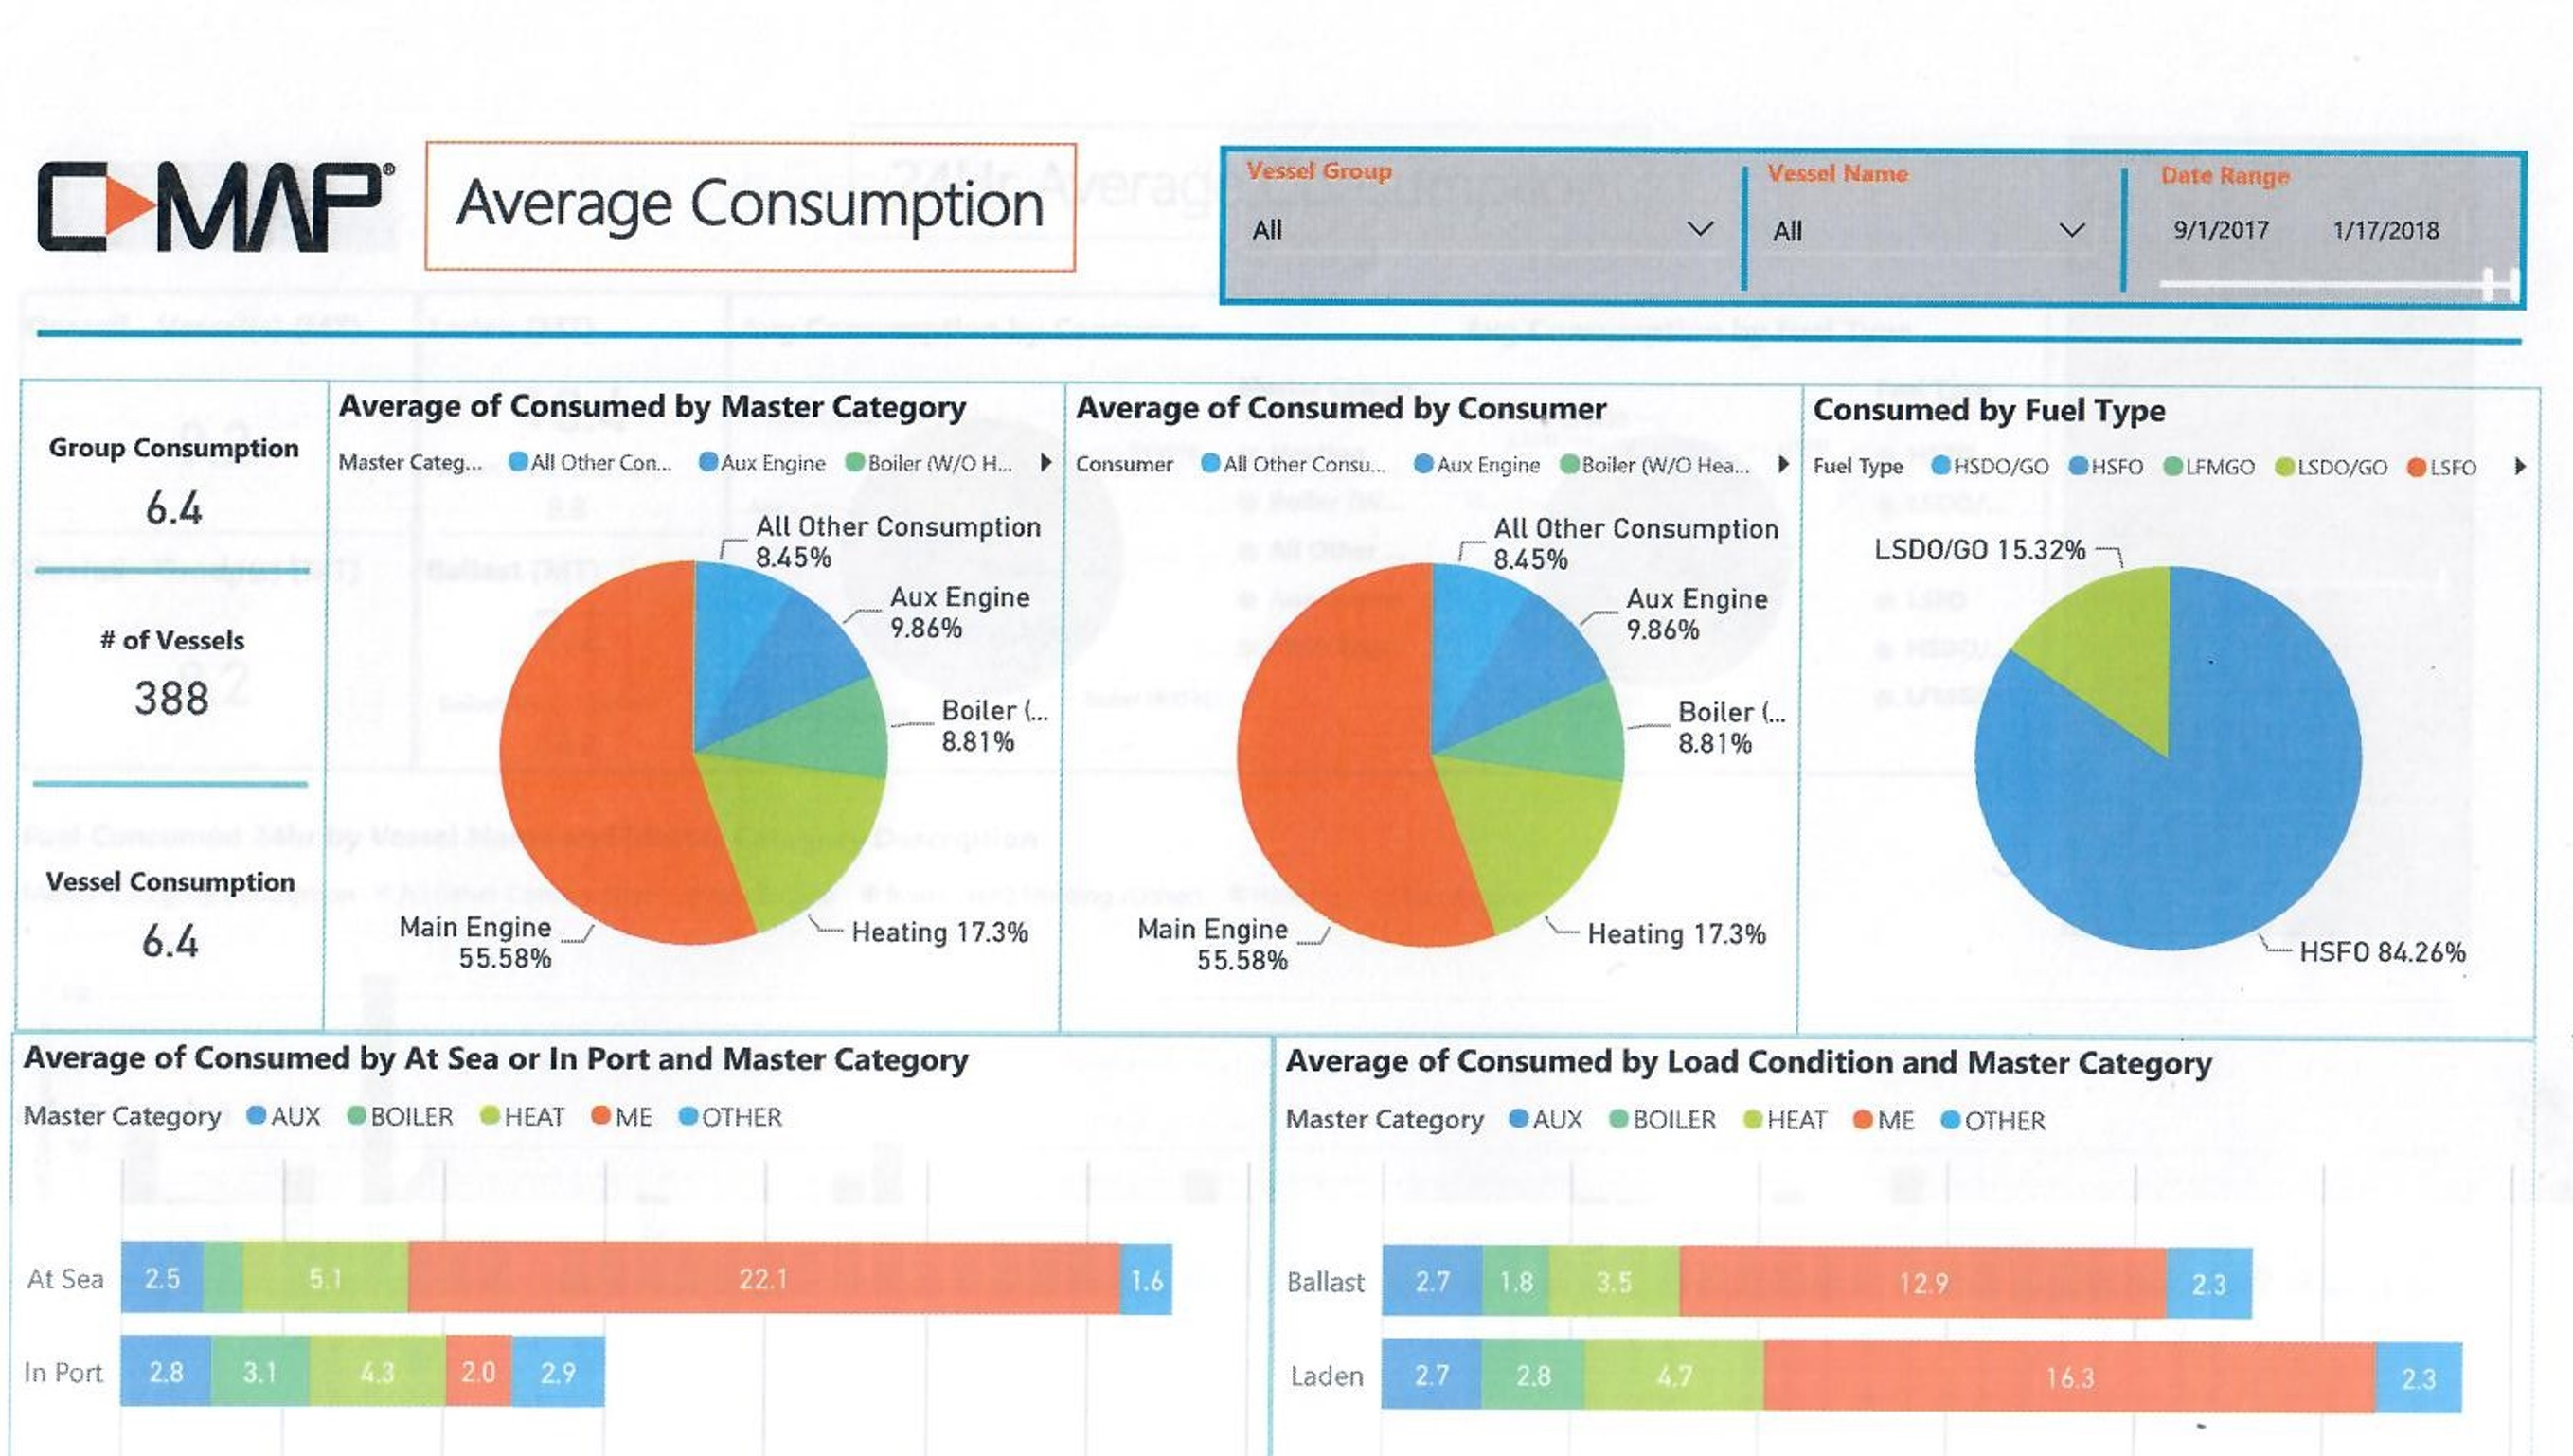 C-MAP®
Average Consumption
Vessel Group
All
Vessel Name
All
Date Range
9/1/2017 1/17/2018
Group Consumption
6.4
# of Vessels
388
Vessel Consumption
6.4
Average of Consumed by Master Category
Master Categ... All Other Con... Aux Engine Boiler (W/O H...
All Other Consumption
8.45%
Aux Engine
9.86%
Boiler (...
8.81%
Heating 17.3%
Main Engine
55.58%
Average of Consumed by Consumer
Consumer All Other Consu... Aux Engine Boiler (W/O Hea...
All Other Consumption
8.45%
Aux Engine
9.86%
Boiler (...
8.81%
Heating 17.3%
Main Engine
55.58%
Consumed by Fuel Type
Fuel Type HSDO/GO HSFO LFMGO LSDO/GO LSFO
LSDO/GO 15.32%
HSFO 84.26%
Average of Consumed by At Sea or In Port and Master Category
Master Category AUX BOILER HEAT ME OTHER
At Sea 2.5 5.1 22.1 1.6
In Port 2.8 3.1 4.3 2.0 2.9
Average of Consumed by Load Condition and Master Category
Master Category AUX BOILER HEAT ME OTHER
Ballast 2.7 1.8 3.5 12.9 2.3
Laden 2.7 2.8 4.7 16.3 2.3